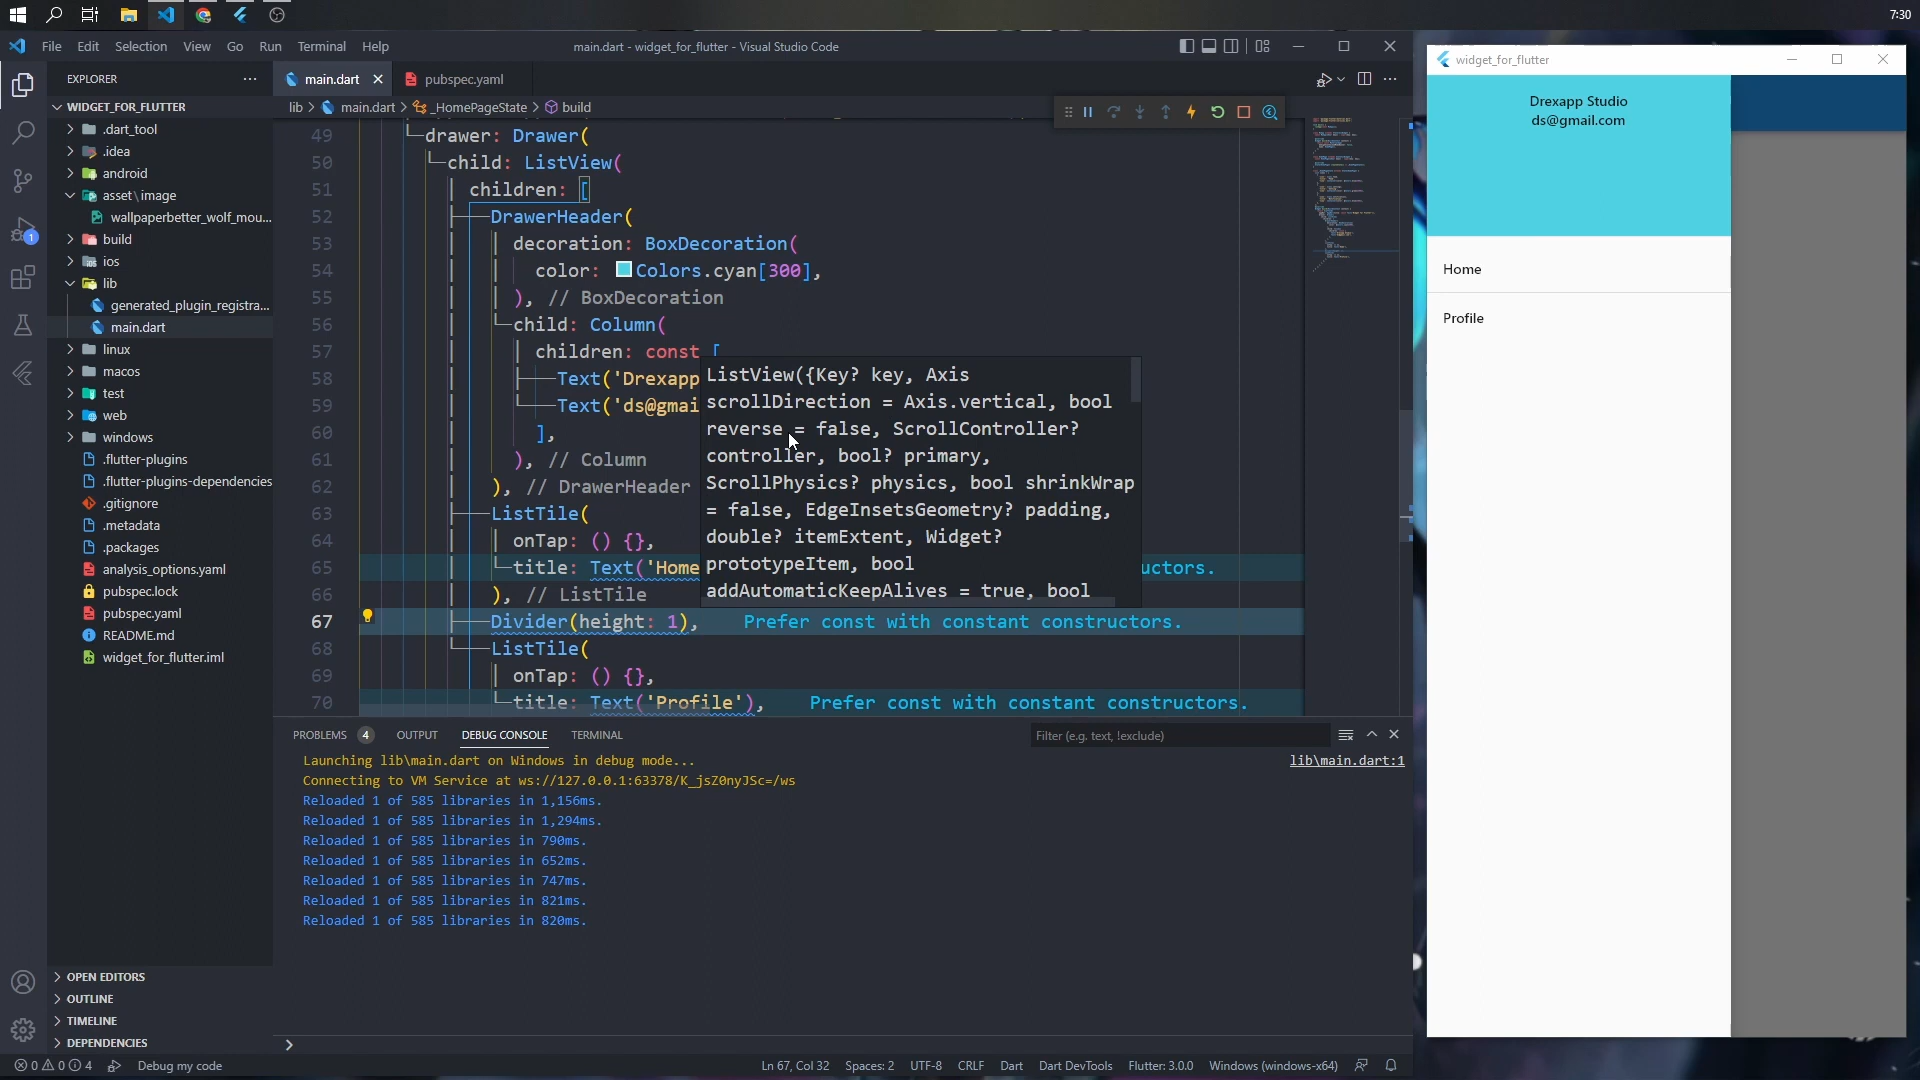 7:30
File Edit Selection View Go Run Terminal Help
main.dart - widget_for_flutter - Visual Studio Code
EXPLORER
WIDGET_FOR_FLUTTER
.dart_tool
.idea
android
asset\image
wallpaperbetter_wolf_mou...
build
ios
lib
generated_plugin_registra...
main.dart
linux
macos
test
web
windows
.flutter-plugins
.flutter-plugins-dependencies
.gitignore
.metadata
.packages
analysis_options.yaml
pubspec.lock
pubspec.yaml
README.md
widget_for_flutter.iml
OPEN EDITORS
OUTLINE
TIMELINE
DEPENDENCIES
1
main.dart pubspec.yaml
lib > main.dart > _HomePageState > build
49 drawer: Drawer(
50 child: ListView(
51 children: [
52 DrawerHeader(
53 decoration: BoxDecoration(
54 color: Colors.cyan[300],
55 ), // BoxDecoration
56 child: Column(
57 children: const [
58 Text('Drexapp
59 Text('ds@gmai
60 ],
61 ), // Column
62 ), // DrawerHeader
63 ListTile(
64 onTap: () {},
65 title: Text('Home uctors.
66 ), // ListTile
67 Divider(height: 1), Prefer const with constant constructors.
68 ListTile(
69 onTap: () {},
70 title: Text('Profile'), Prefer const with constant constructors.
ListView({Key? key, Axis
scrollDirection = Axis.vertical, bool
reverse = false, ScrollController?
controller, bool? primary,
ScrollPhysics? physics, bool shrinkWrap
= false, EdgeInsetsGeometry? padding,
double? itemExtent, Widget?
prototypeItem, bool
addAutomaticKeepAlives = true, bool
PROBLEMS 4 OUTPUT DEBUG CONSOLE TERMINAL
Filter (e.g. text, !exclude)
Launching lib\main.dart on Windows in debug mode...
lib\main.dart:1
Connecting to VM Service at ws://127.0.0.1:63378/K_jsZ0nyJSc=/ws
Reloaded 1 of 585 libraries in 1,156ms.
Reloaded 1 of 585 libraries in 1,294ms.
Reloaded 1 of 585 libraries in 790ms.
Reloaded 1 of 585 libraries in 652ms.
Reloaded 1 of 585 libraries in 747ms.
Reloaded 1 of 585 libraries in 821ms.
Reloaded 1 of 585 libraries in 820ms.
0 0 4 Debug my code
Ln 67, Col 32 Spaces: 2 UTF-8 CRLF Dart Dart DevTools Flutter: 3.0.0 Windows (windows-x64)
widget_for_flutter
Drexapp Studio
ds@gmail.com
Home
Profile